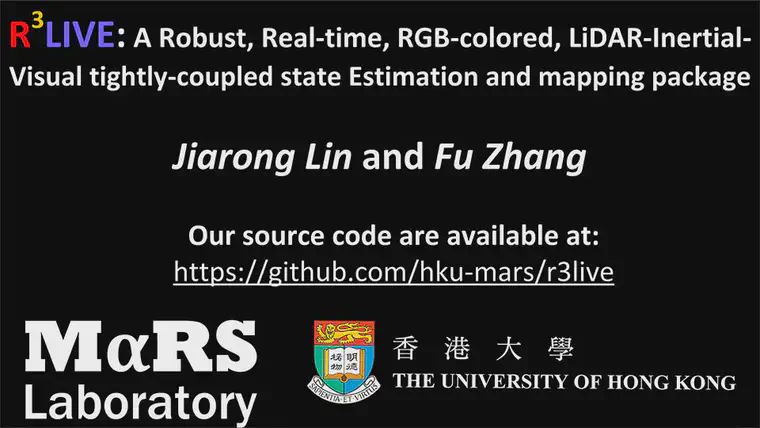 R³LIVE: A Robust, Real-time, RGB-colored, LiDAR-Inertial-
Visual tightly-coupled state Estimation and mapping package
Jiarong Lin and Fu Zhang
Our source code are available at:
https://github.com/hku-mars/r3live
MαRS
Laboratory
明德
格物
SAPIENTIA·ET·VIRTUS
香港大學
THE UNIVERSITY OF HONG KONG